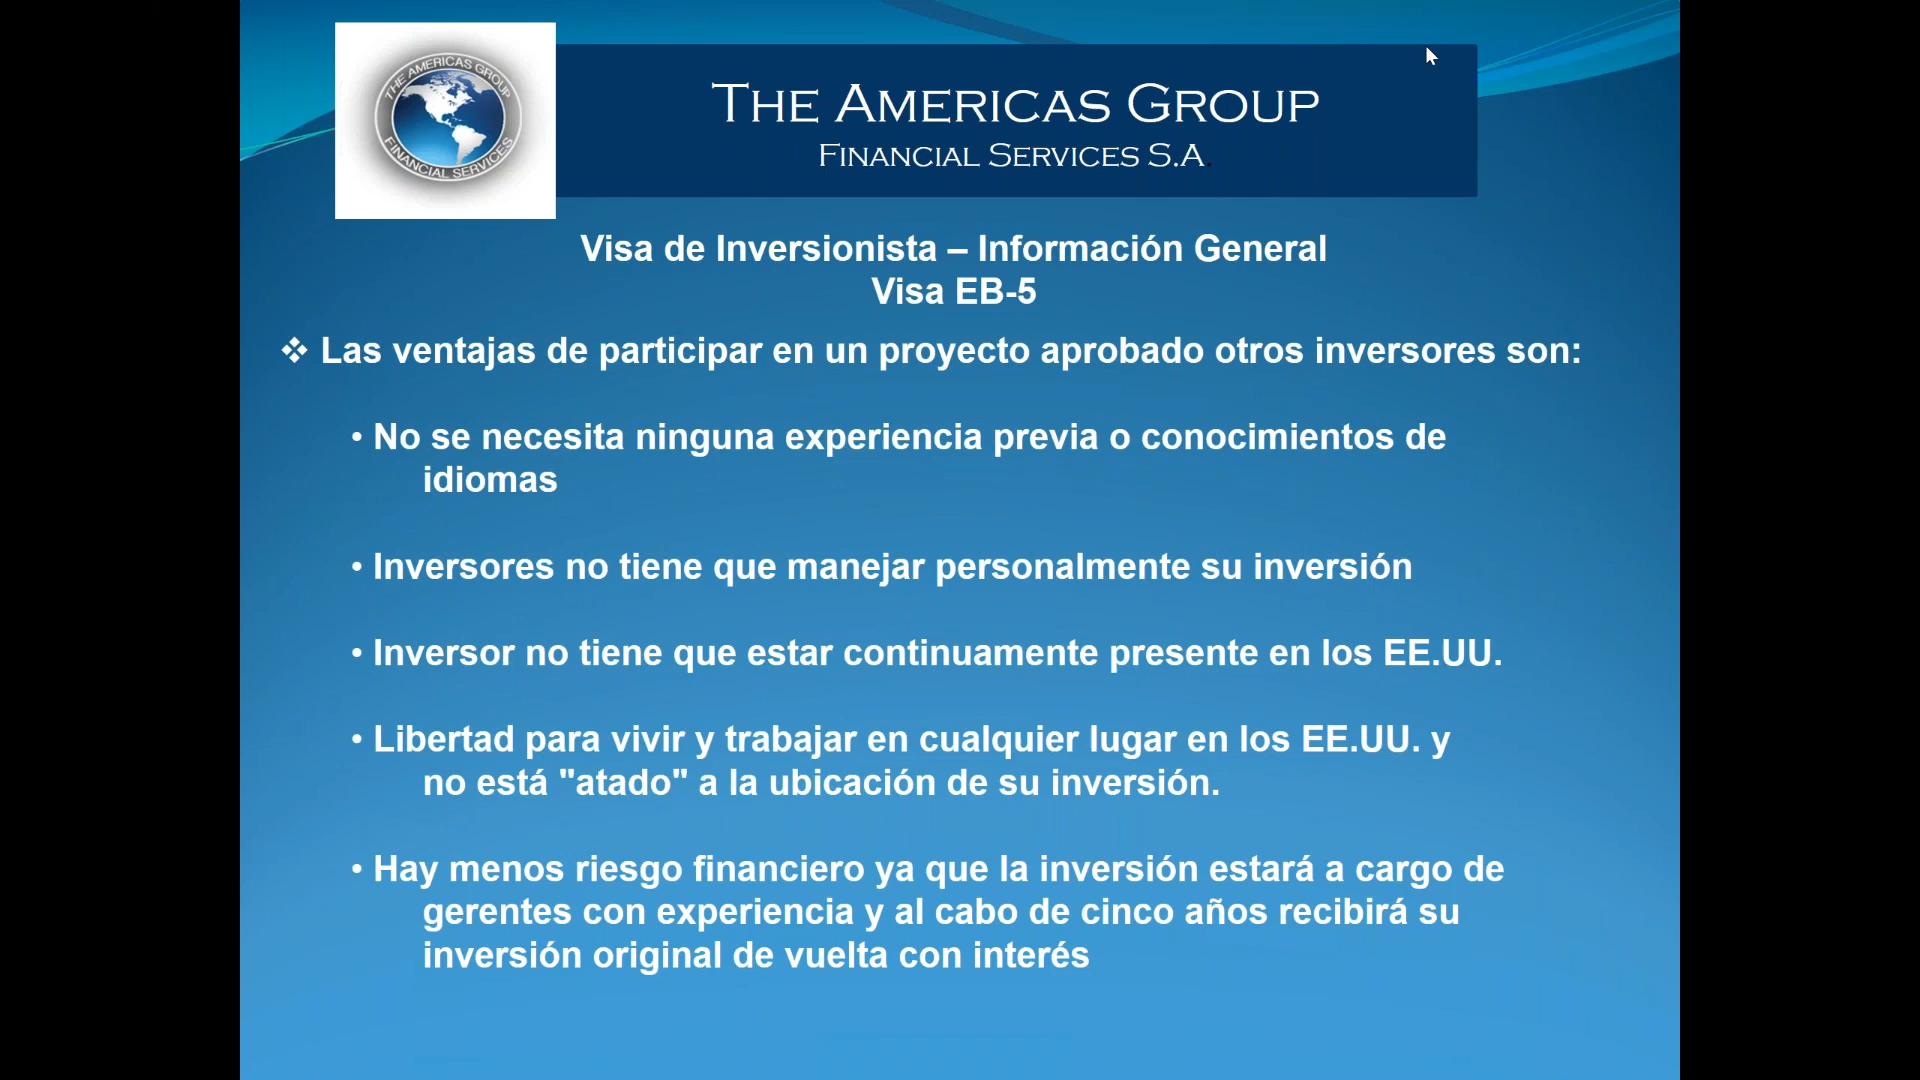 THE AMERICAS GROUP
FINANCIAL SERVICES
THE AMERICAS GROUP
FINANCIAL SERVICES S.A.
Visa de Inversionista – Información General
Visa EB-5
❖ Las ventajas de participar en un proyecto aprobado otros inversores son:
• No se necesita ninguna experiencia previa o conocimientos de
idiomas
• Inversores no tiene que manejar personalmente su inversión
• Inversor no tiene que estar continuamente presente en los EE.UU.
• Libertad para vivir y trabajar en cualquier lugar en los EE.UU. y
no está "atado" a la ubicación de su inversión.
• Hay menos riesgo financiero ya que la inversión estará a cargo de
gerentes con experiencia y al cabo de cinco años recibirá su
inversión original de vuelta con interés